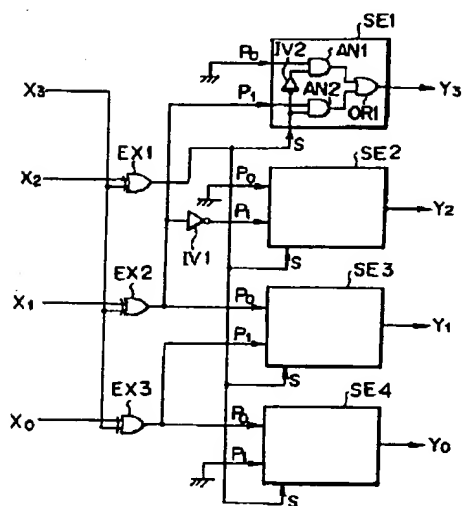 SE1
IV2
P0
AN1
X3
Y3
P1
AN2
OR1
EX1
S
SE2
X2
P0
Y2
P1
IV1
S
EX2
SE3
X1
P0
P1
Y1
EX3
S
SE4
X0
P0
P1
Y0
S